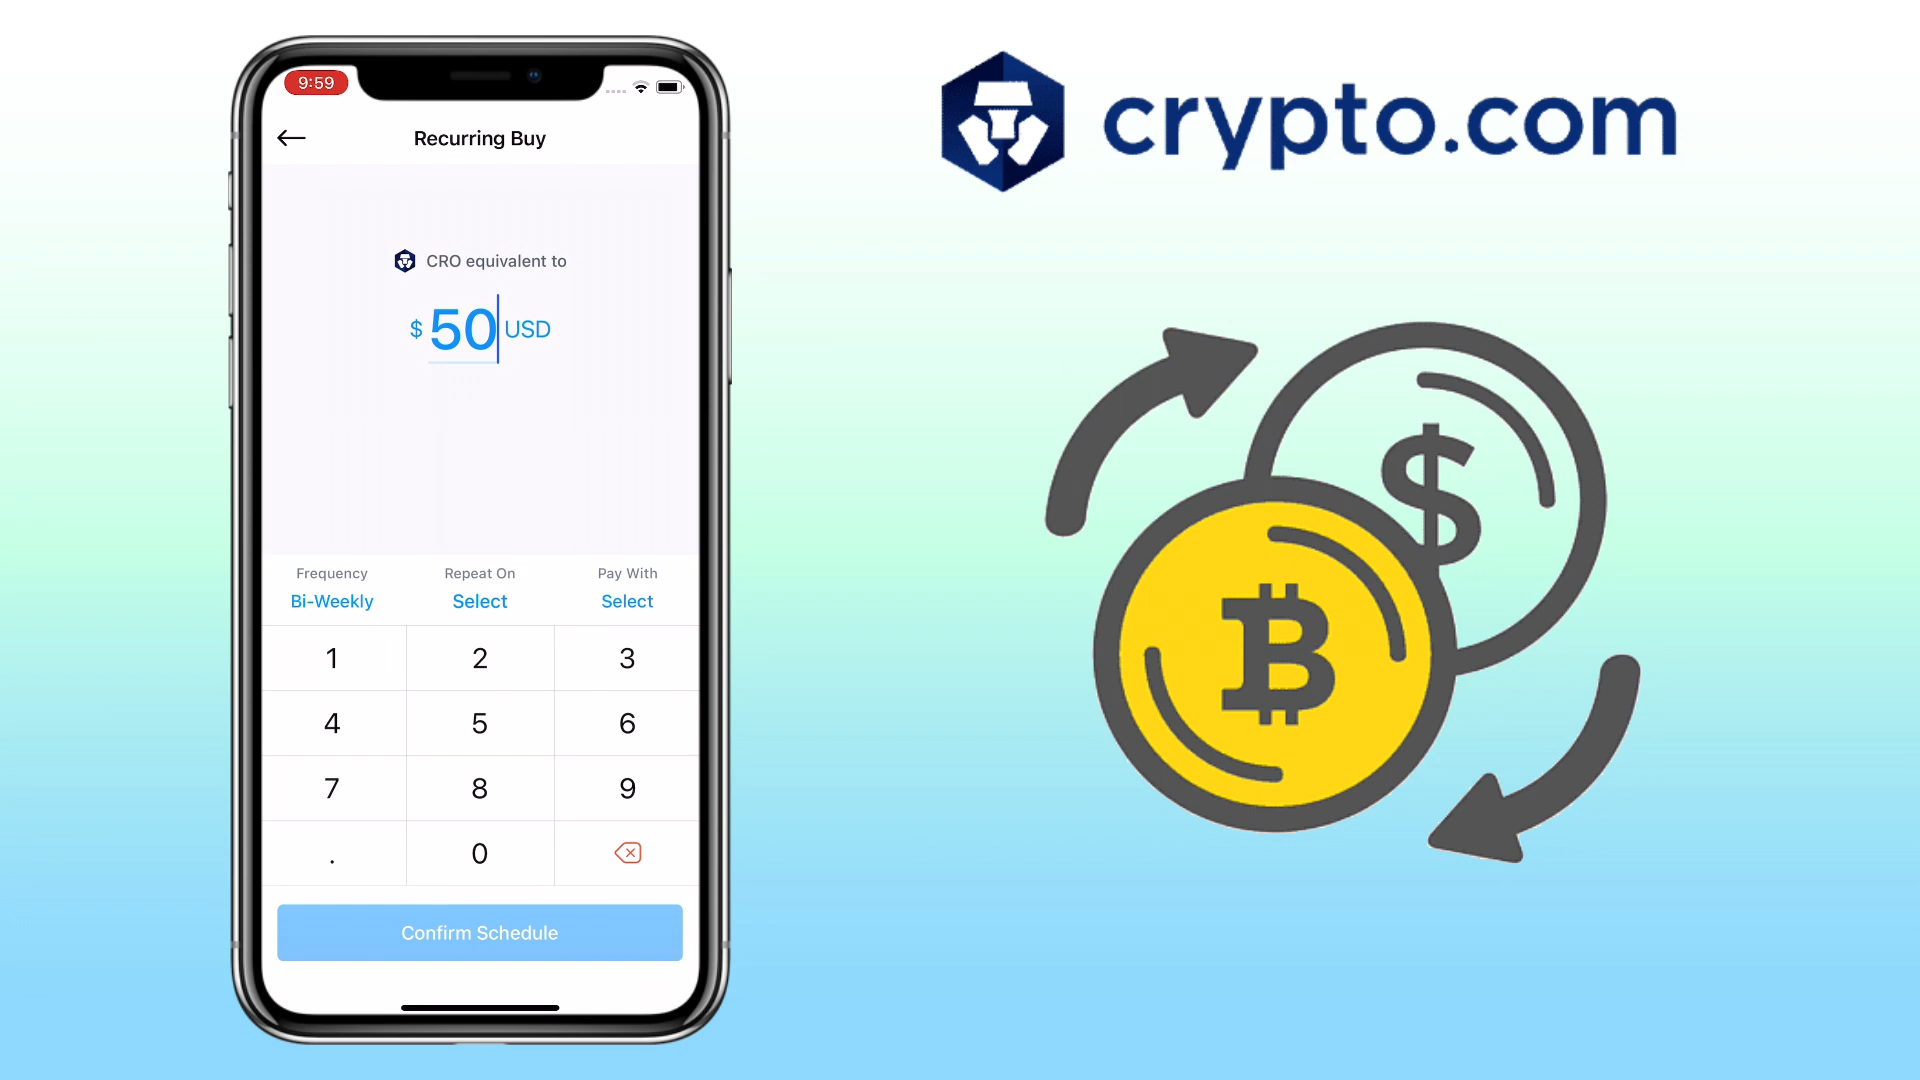 9:59
Recurring Buy
CRO equivalent to
$ 50 USD
Frequency Repeat On Pay With
Bi-Weekly Select Select
1 2 3
4 5 6
7 8 9
. 0
Confirm Schedule
crypto.com
$
₿